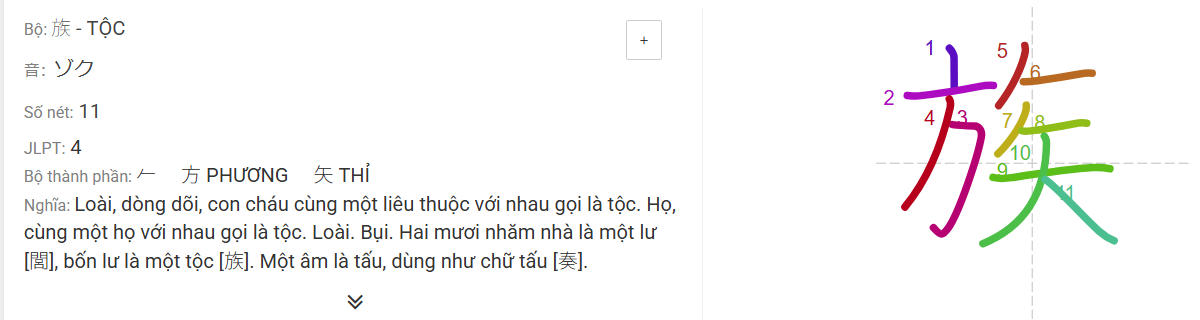 Bộ: 族 - TỘC
+
音: ゾク
Số nét: 11
JLPT: 4
Bộ thành phần: 𠂉 方 PHƯƠNG 矢 THỈ
Nghĩa: Loài, dòng dõi, con cháu cùng một liêu thuộc với nhau gọi là tộc. Họ,
cùng một họ với nhau gọi là tộc. Loài. Bụi. Hai mươi nhăm nhà là một lư
[閭], bốn lư là một tộc [族]. Một âm là tấu, dùng như chữ tấu [奏].
族
1
2
3
4
5
6
7
8
9
10
11